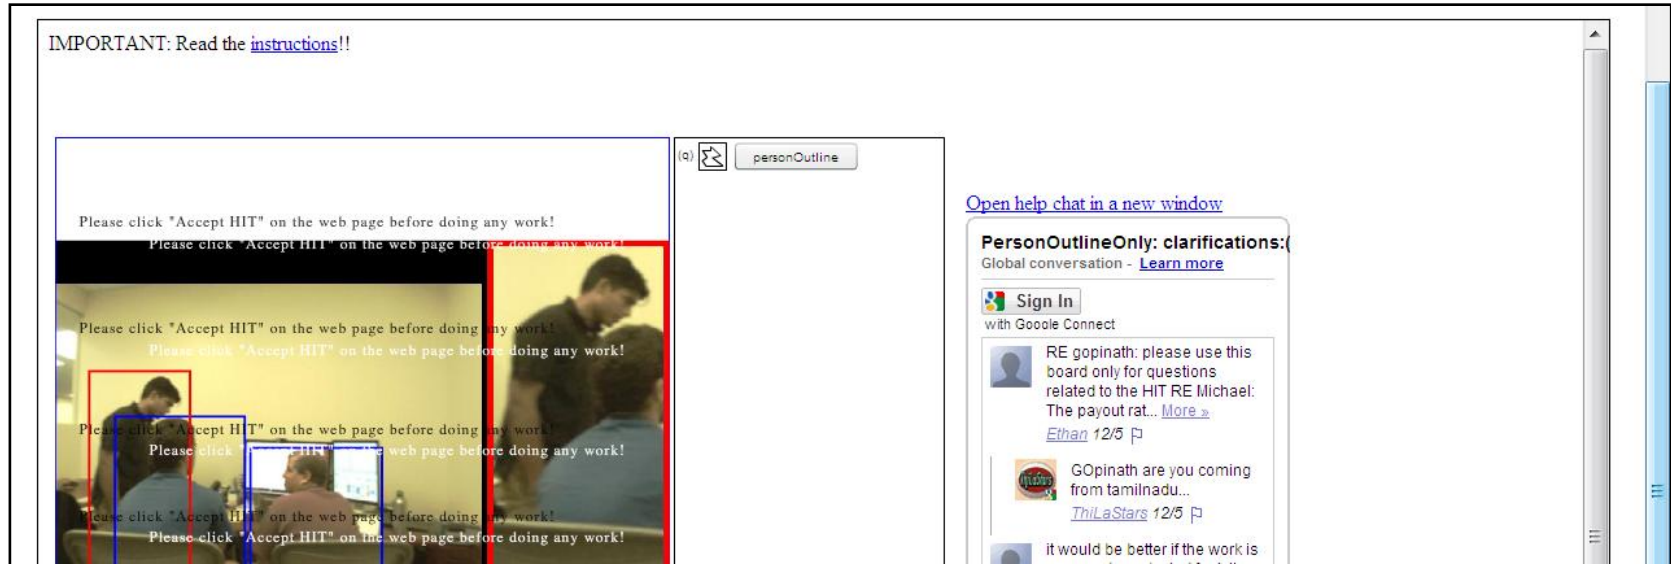 IMPORTANT: Read the instructions!!
(q) personOutline
Please click "Accept HIT" on the web page before doing any work!
Please click "Accept HIT" on the web page before doing any work!
Please click "Accept HIT" on the web page before doing any work!
Please click "Accept HIT" on the web page before doing any work!
Please click "Accept HIT" on the web page before doing any work!
Please click "Accept HIT" on the web page before doing any work!
Please click "Accept HIT" on the web page before doing any work!
Please click "Accept HIT" on the web page before doing any work!
Open help chat in a new window
PersonOutlineOnly: clarifications:(
Global conversation - Learn more
Sign In
with Google Connect
RE gopinath: please use this
board only for questions
related to the HIT RE Michael:
The payout rat... More »
Ethan 12/5
GOpinath are you coming
from tamilnadu...
ThiLaStars 12/5
it would be better if the work is